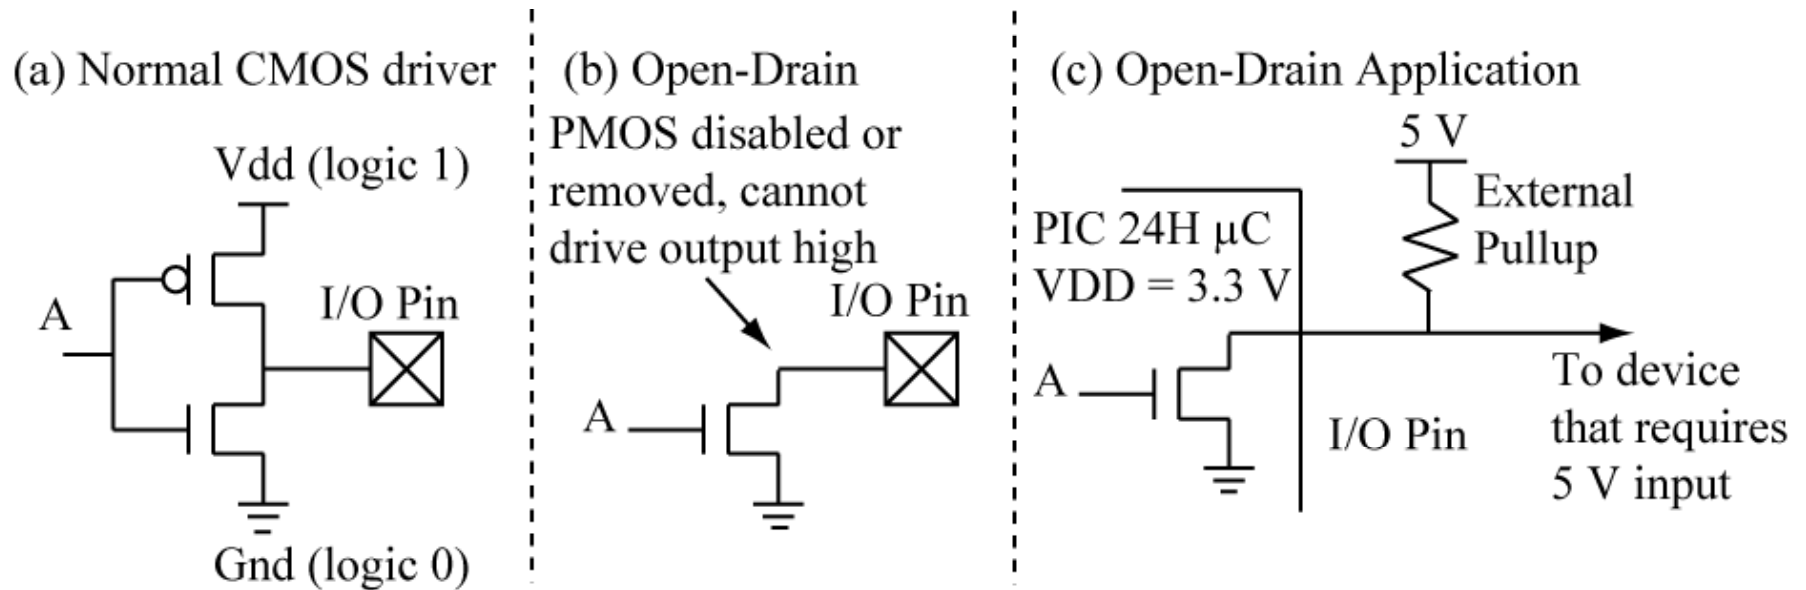 (a) Normal CMOS driver
Vdd (logic 1)
A
I/O Pin
Gnd (logic 0)
(b) Open-Drain
PMOS disabled or
removed, cannot
drive output high
I/O Pin
A
(c) Open-Drain Application
5 V
External
Pullup
PIC 24H µC
VDD = 3.3 V
A
I/O Pin
To device
that requires
5 V input